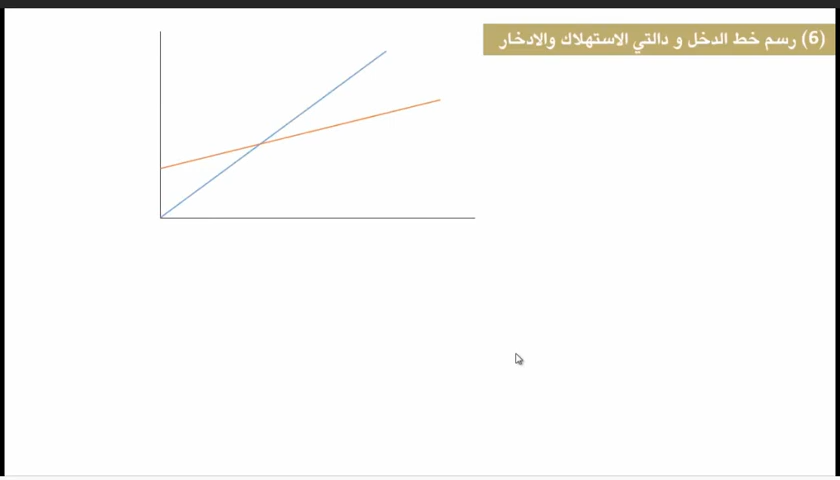 (6) رسم خط الدخل و دالتي الاستهلاك والادخار